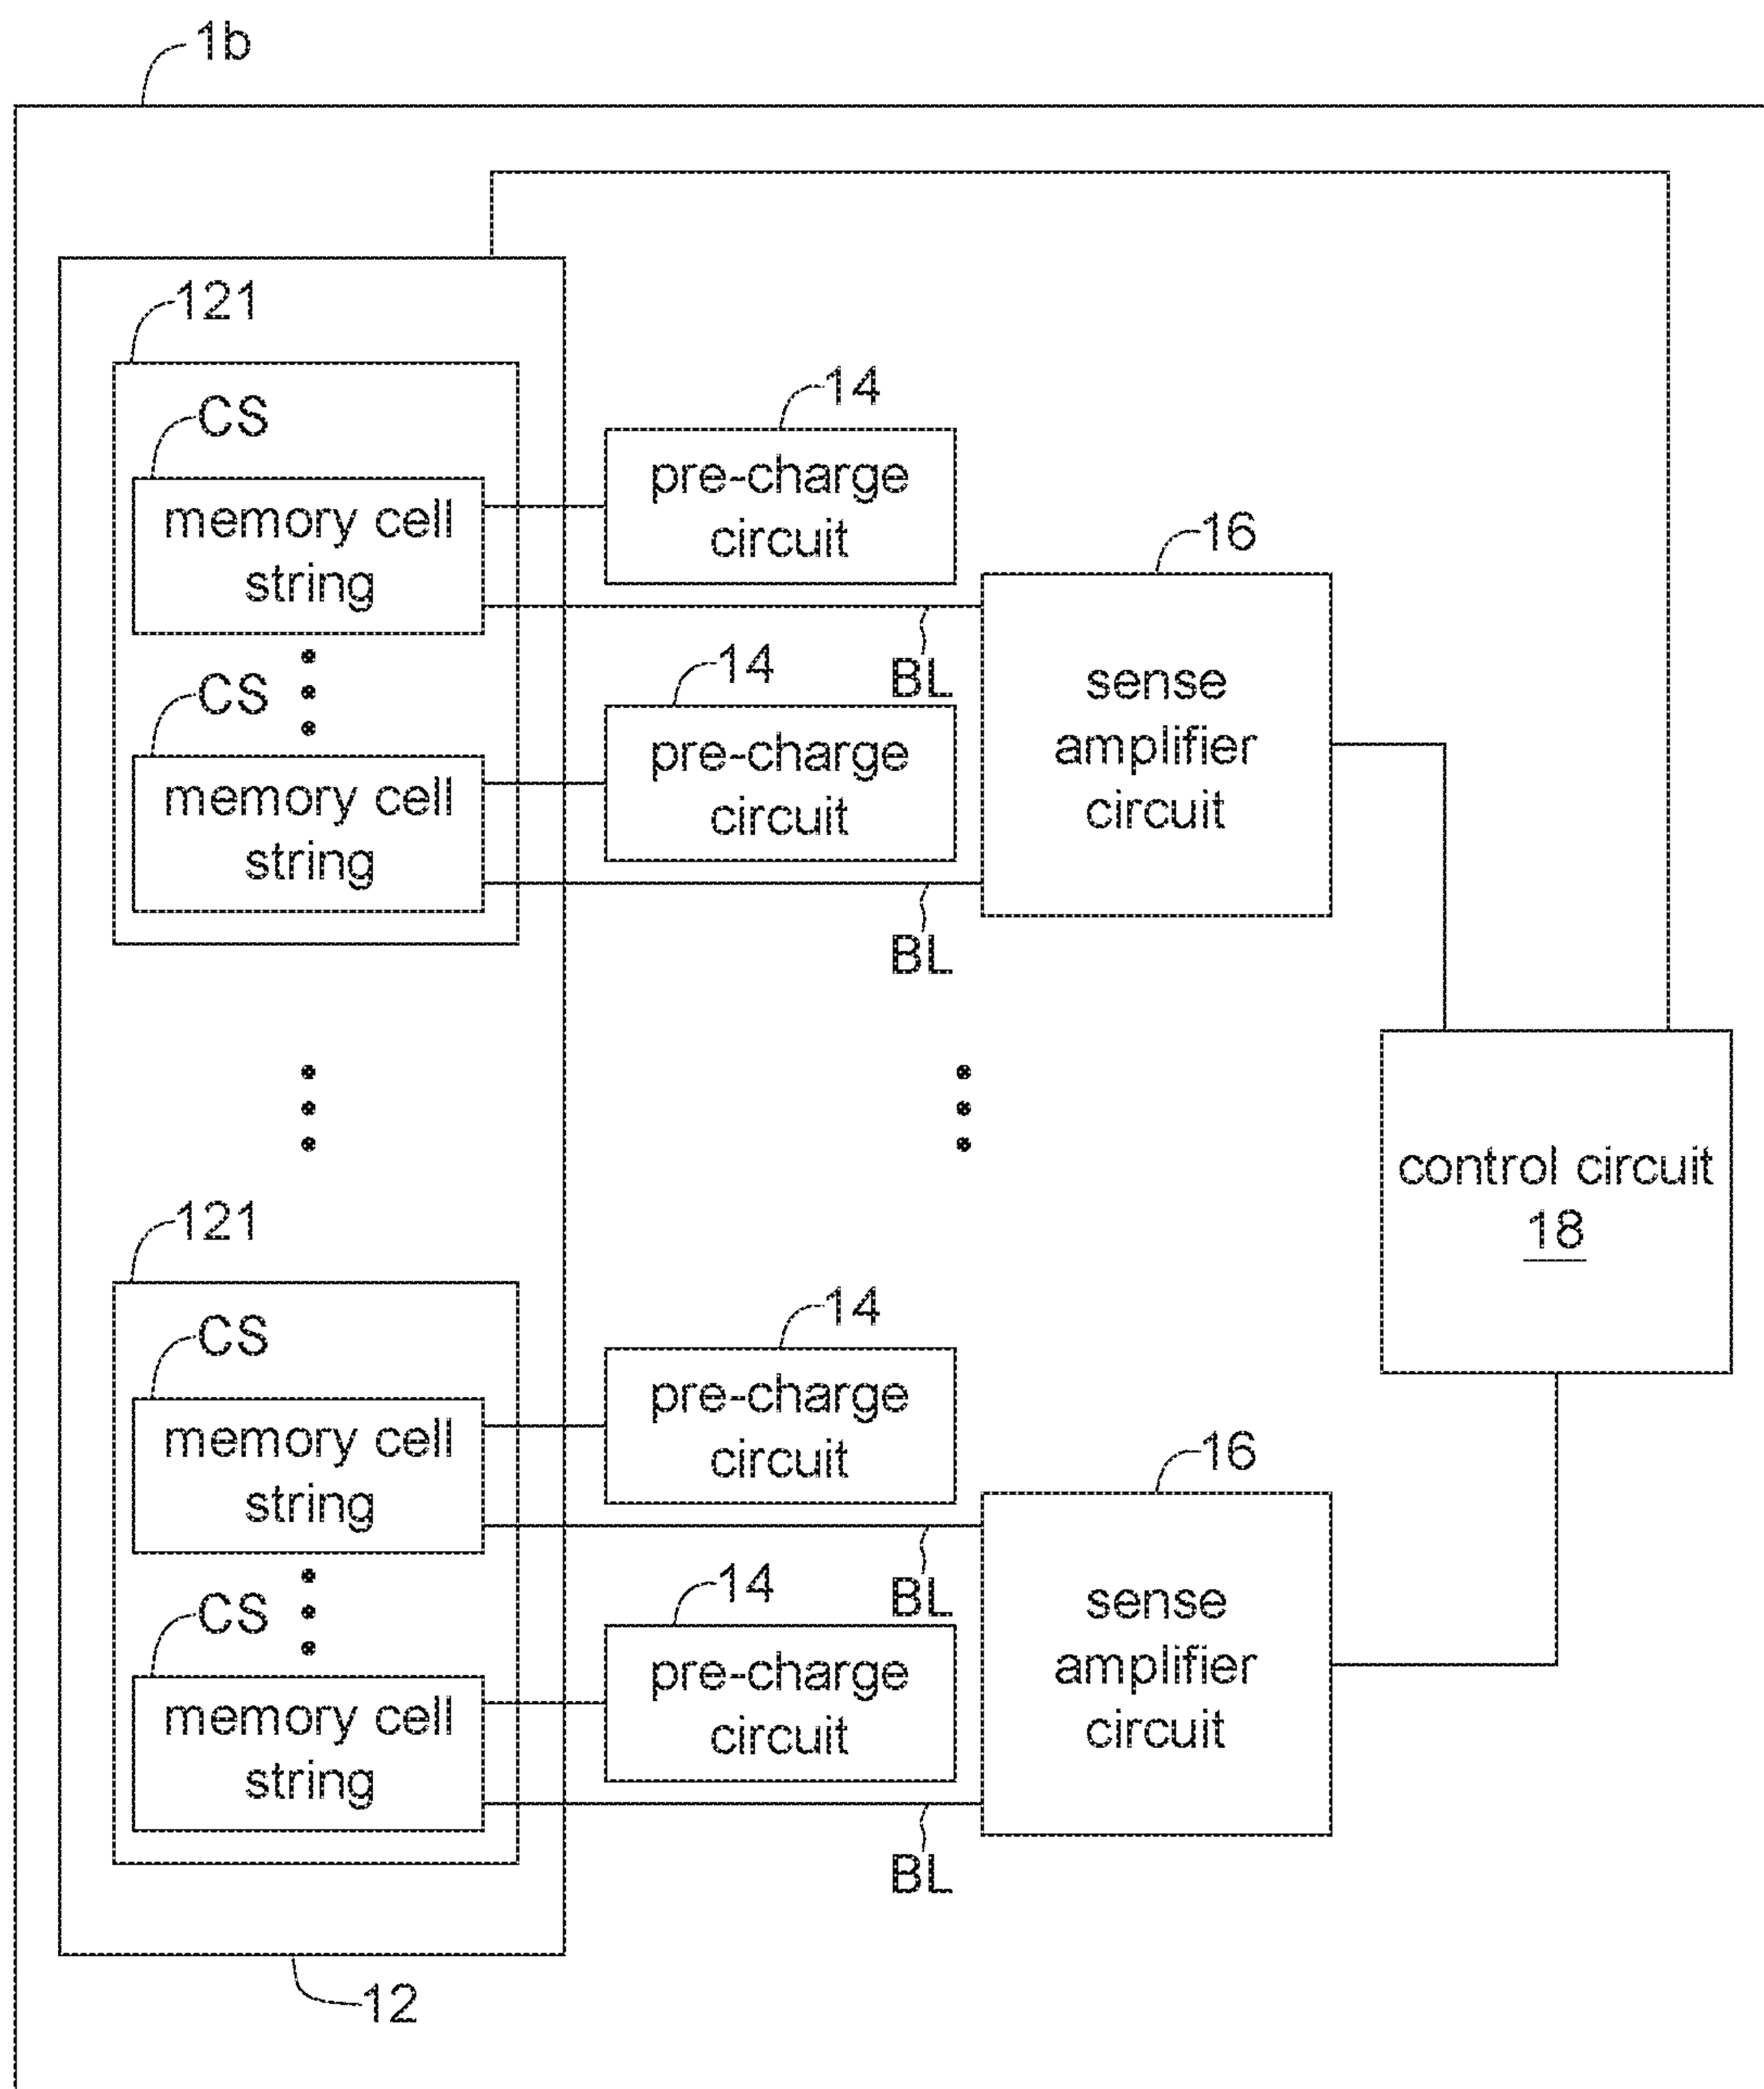 1b
121
CS
memory cell
string
14
pre-charge
circuit
16
BL
CS
memory cell
string
14
pre-charge
circuit
BL
sense
amplifier
circuit
control circuit
18
121
CS
memory cell
string
14
pre-charge
circuit
16
BL
CS
memory cell
string
14
pre-charge
circuit
BL
sense
amplifier
circuit
12